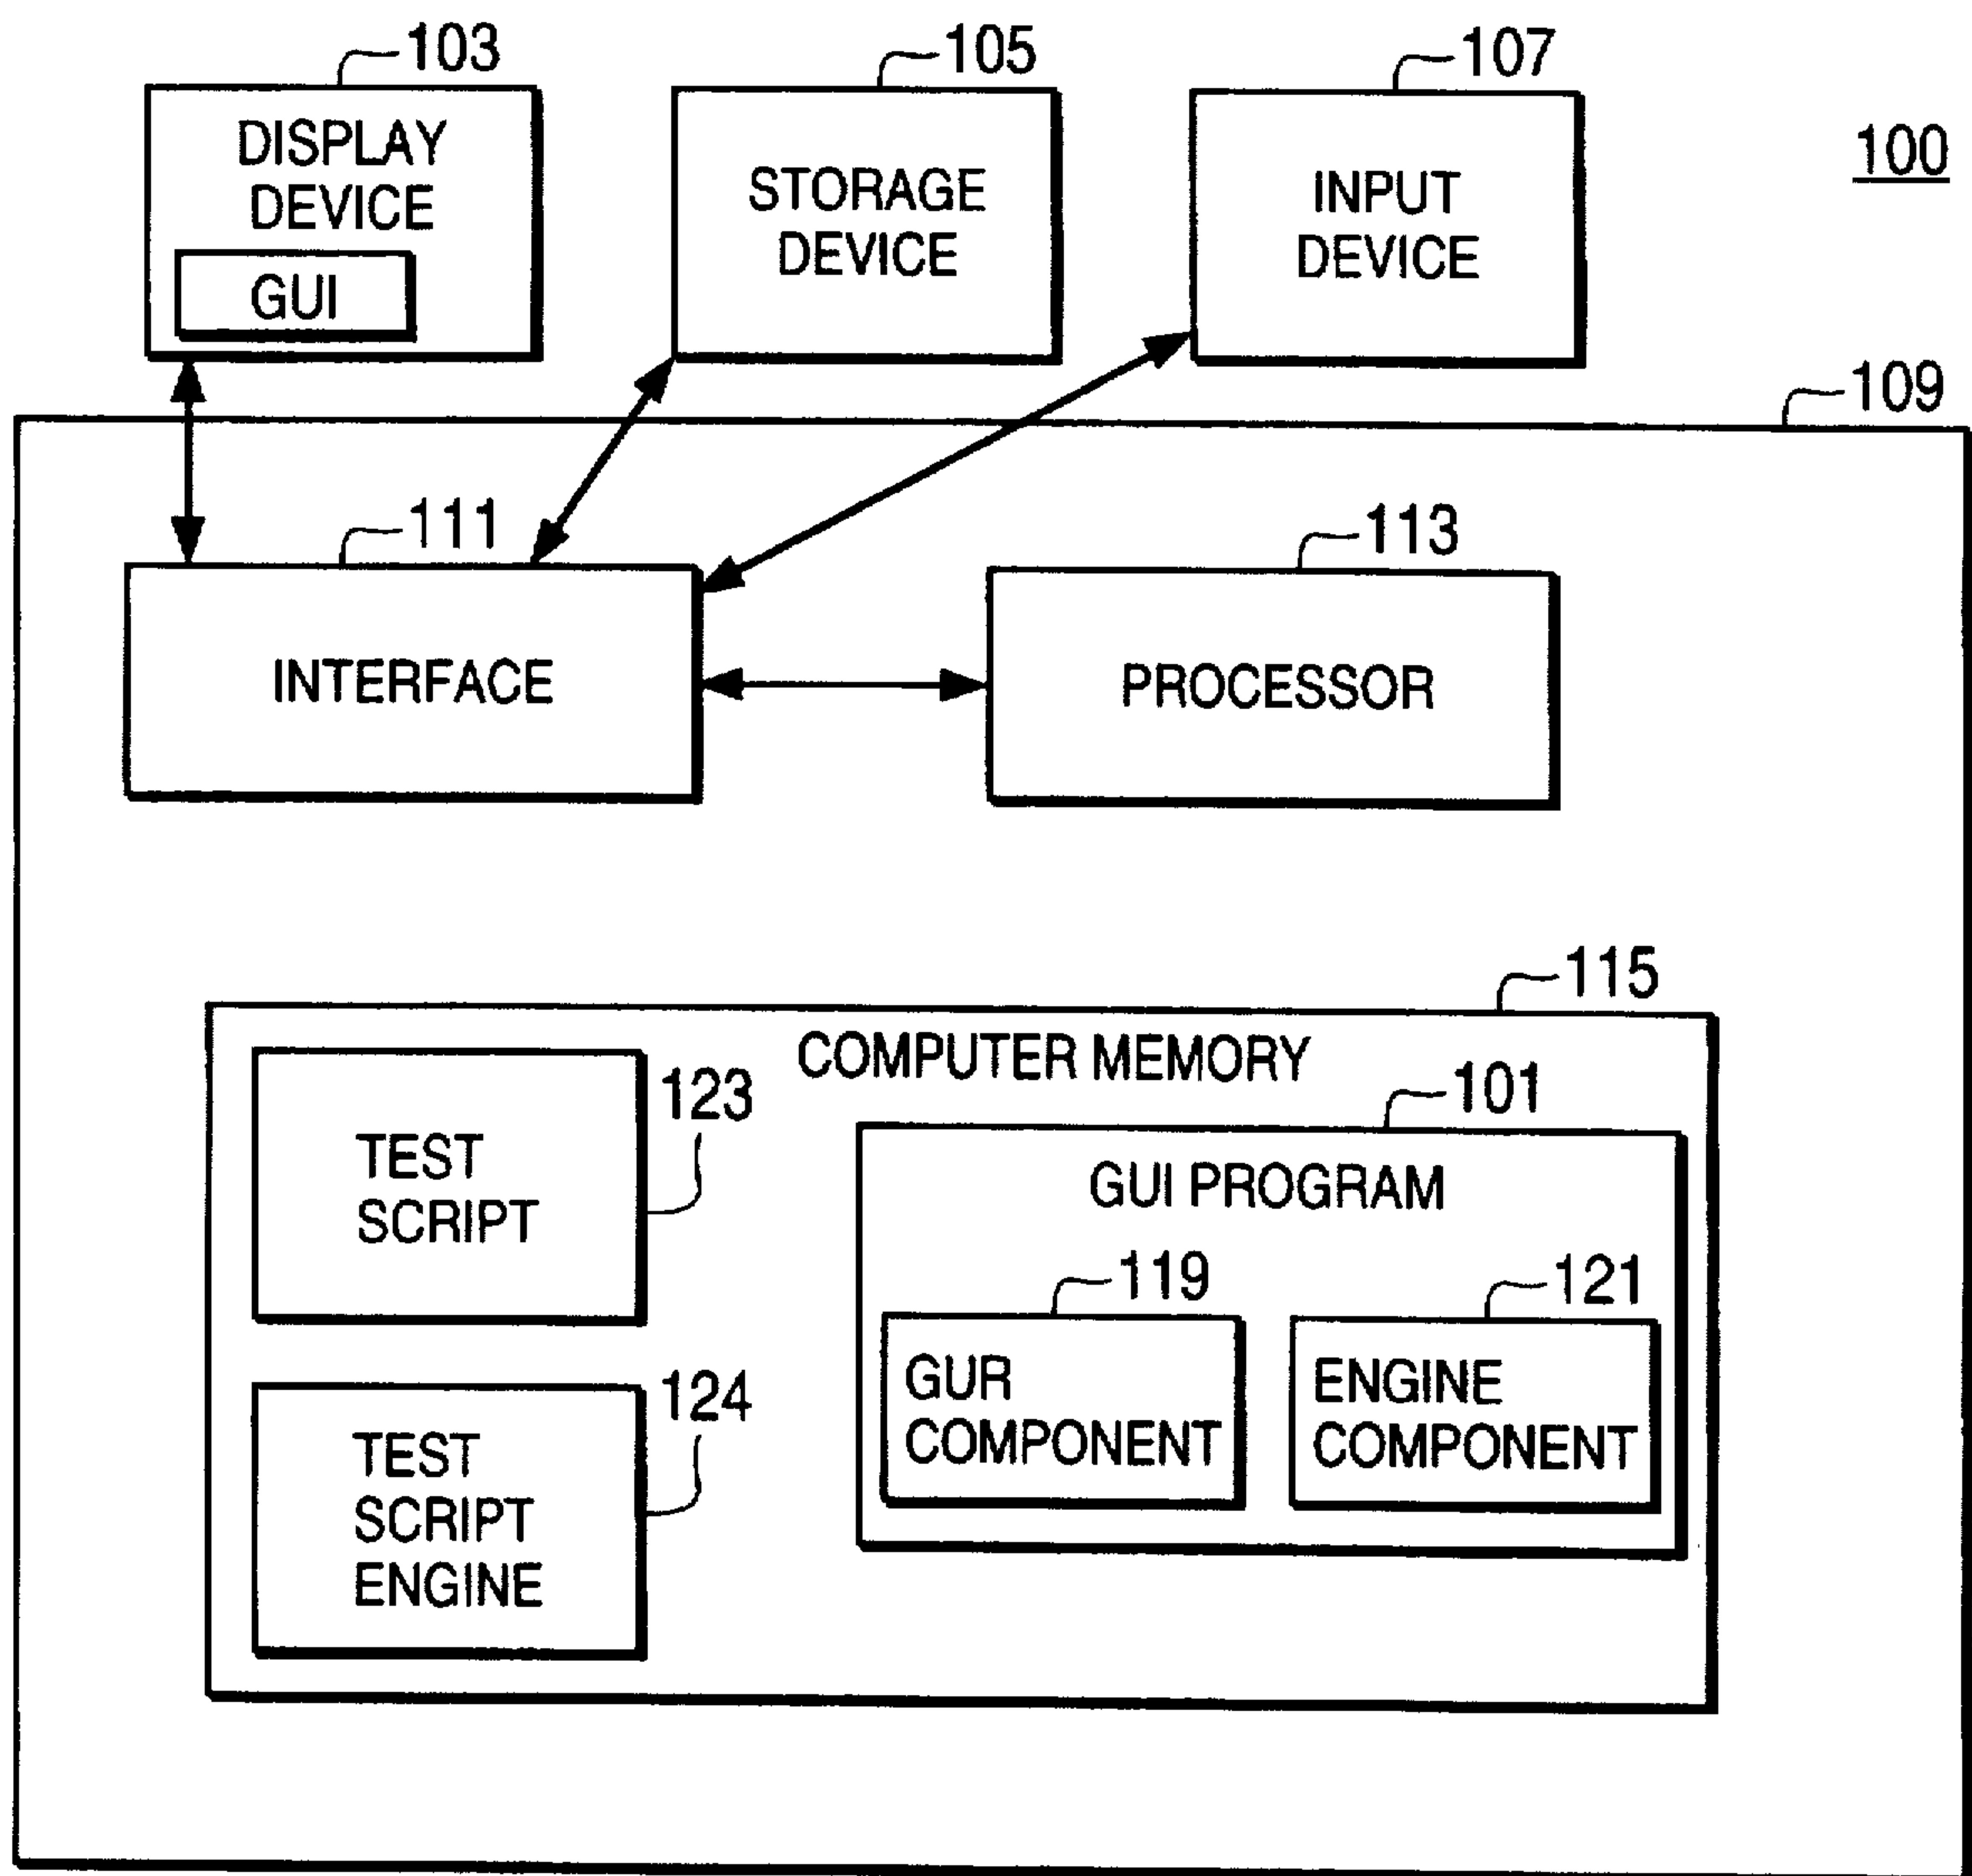 103
105
107
100
DISPLAY
DEVICE
GUI
STORAGE
DEVICE
INPUT
DEVICE
109
111
113
INTERFACE
PROCESSOR
115
COMPUTER MEMORY
123
TEST
SCRIPT
101
GUI PROGRAM
119
121
GUR
COMPONENT
ENGINE
COMPONENT
124
TEST
SCRIPT
ENGINE